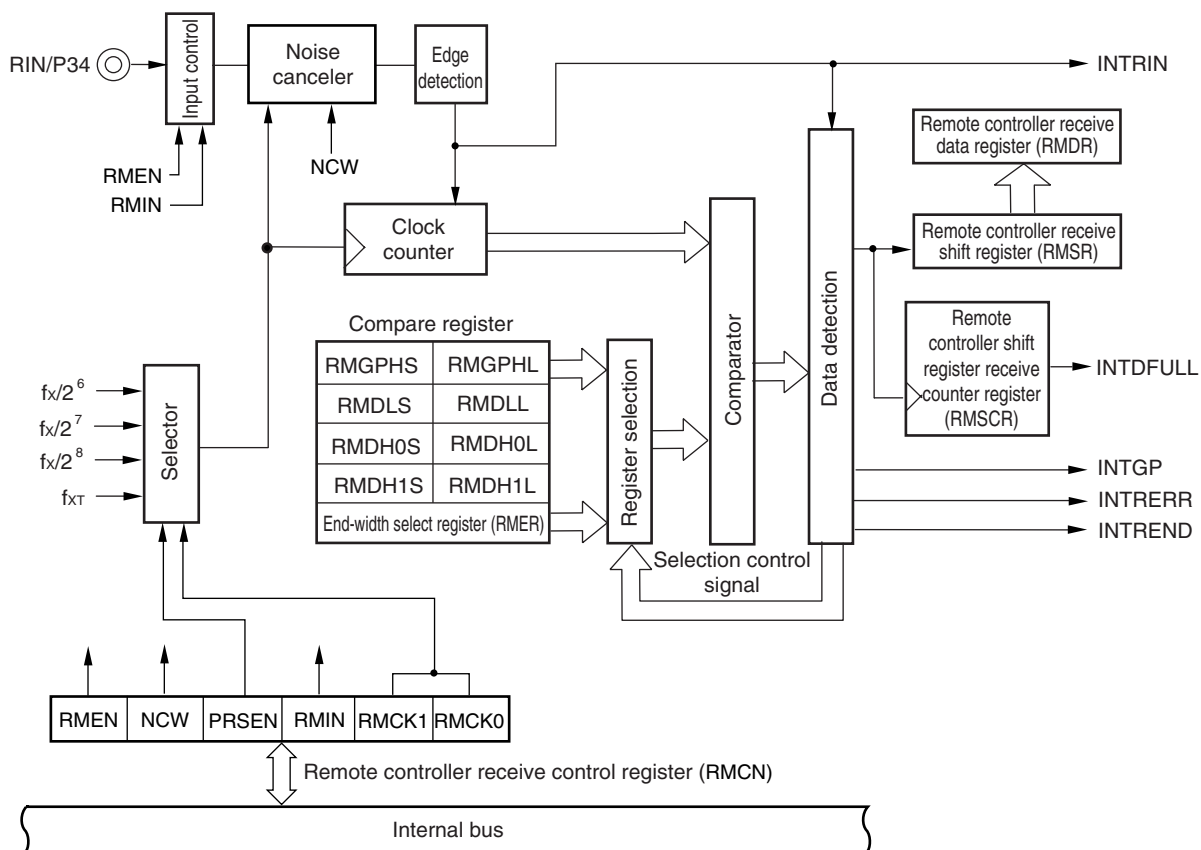 RIN/P34
Input control
Noise
canceler
Edge
detection
INTRIN
RMEN
RMIN
NCW
Remote controller receive
data register (RMDR)
Clock
counter
Remote controller receive
shift register (RMSR)
Compare register
RMGPHS RMGPHL
RMDLS RMDLL
RMDH0S RMDH0L
RMDH1S RMDH1L
End-width select register (RMER)
Register selection
Comparator
Data detection
Remote
controller shift
register receive
counter register
(RMSCR)
INTDFULL
fX/2^6
fX/2^7
fX/2^8
fXT
Selector
INTGP
INTRERR
INTREND
Selection control
signal
RMEN NCW PRSEN RMIN RMCK1 RMCK0
Remote controller receive control register (RMCN)
Internal bus